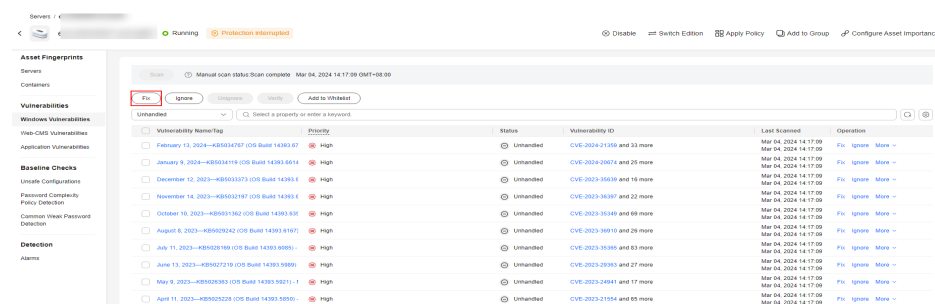 Servers /
Running Protection interrupted Disable Switch Edition Apply Policy Add to Group Configure Asset Importanc
Asset Fingerprints
Servers
Containers
Vulnerabilities
Windows Vulnerabilities
Web-CMS Vulnerabilities
Application Vulnerabilities
Baseline Checks
Unsafe Configurations
Password Complexity
Policy Detection
Common Weak Password
Detection
Detection
Alarms
Scan Manual scan status:Scan complete Mar 04, 2024 14:17:09 GMT+08:00
Fix Ignore Unignore Verify Add to Whitelist
Unhandled Select a property or enter a keyword.
Vulnerability Name/Tag Priority Status Vulnerability ID Last Scanned Operation
February 13, 2024—KB5034767 (OS Build 14393.67 High Unhandled CVE-2024-21359 and 33 more Mar 04, 2024 14:17:09 Fix Ignore More
Mar 04, 2024 14:17:09
January 9, 2024—KB5034119 (OS Build 14393.6614 High Unhandled CVE-2024-20674 and 25 more Mar 04, 2024 14:17:09 Fix Ignore More
Mar 04, 2024 14:17:09
December 12, 2023—KB5033373 (OS Build 14393.6 High Unhandled CVE-2023-35639 and 16 more Mar 04, 2024 14:17:09 Fix Ignore More
Mar 04, 2024 14:17:09
November 14, 2023—KB5032197 (OS Build 14393.6 High Unhandled CVE-2023-36397 and 22 more Mar 04, 2024 14:17:09 Fix Ignore More
Mar 04, 2024 14:17:09
October 10, 2023—KB5031362 (OS Build 14393.635 High Unhandled CVE-2023-35349 and 69 more Mar 04, 2024 14:17:09 Fix Ignore More
Mar 04, 2024 14:17:09
August 8, 2023—KB5029242 (OS Build 14393.6167) High Unhandled CVE-2023-36910 and 26 more Mar 04, 2024 14:17:09 Fix Ignore More
Mar 04, 2024 14:17:09
July 11, 2023—KB5028169 (OS Build 14393.6085) - High Unhandled CVE-2023-35365 and 83 more Mar 04, 2024 14:17:09 Fix Ignore More
Mar 04, 2024 14:17:09
June 13, 2023—KB5027219 (OS Build 14393.5989) High Unhandled CVE-2023-29363 and 27 more Mar 04, 2024 14:17:09 Fix Ignore More
Mar 04, 2024 14:17:09
May 9, 2023—KB5026363 (OS Build 14393.5921) - High Unhandled CVE-2023-24941 and 17 more Mar 04, 2024 14:17:09 Fix Ignore More
Mar 04, 2024 14:17:09
April 11, 2023—KB5025228 (OS Build 14393.5850) - High Unhandled CVE-2023-21554 and 65 more Mar 04, 2024 14:17:09 Fix Ignore More
Mar 04, 2024 14:17:09